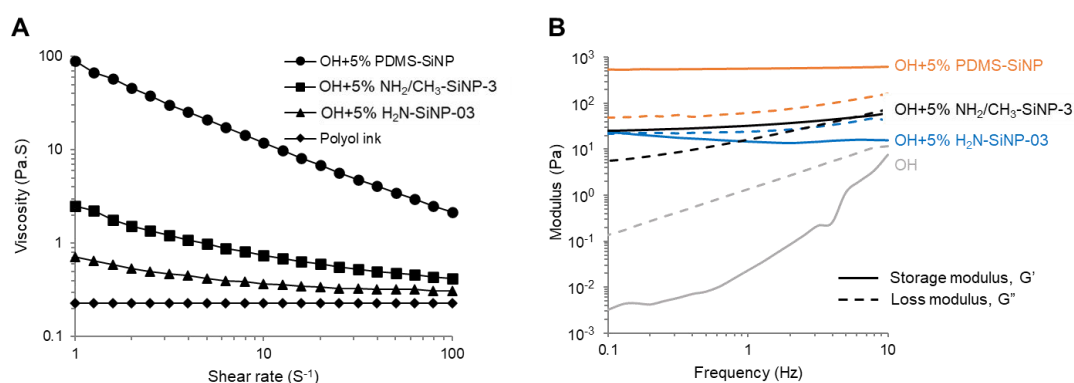 A
Viscosity (Pa.S)
100
10
1
0.1
1
10
100
Shear rate (S⁻¹)
OH+5% PDMS-SiNP
OH+5% NH₂/CH₃-SiNP-3
OH+5% H₂N-SiNP-03
Polyol ink
B
Modulus (Pa)
10³
10²
10¹
10⁰
10⁻¹
10⁻²
10⁻³
0.1
1
10
Frequency (Hz)
OH+5% PDMS-SiNP
OH+5% NH₂/CH₃-SiNP-3
OH+5% H₂N-SiNP-03
OH
Storage modulus, G'
Loss modulus, G"